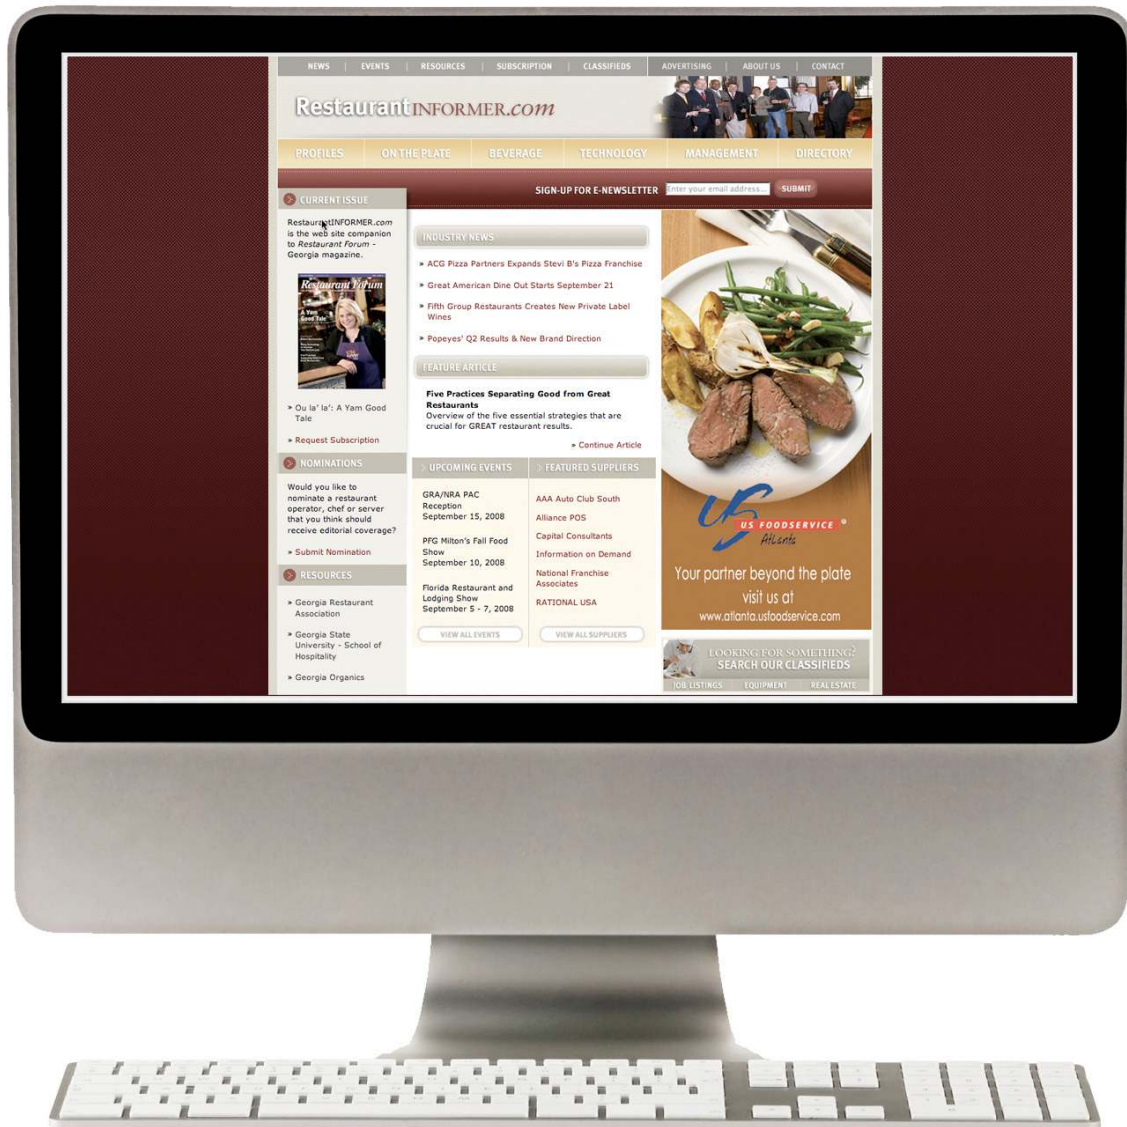 NEWS | EVENTS | RESOURCES | SUBSCRIPTION | CLASSIFIEDS | ADVERTISING | ABOUT US | CONTACT
RestaurantINFORMER.com
PROFILES ON THE PLATE BEVERAGE TECHNOLOGY MANAGEMENT DIRECTORY
SIGN-UP FOR E-NEWSLETTER Enter your email address... SUBMIT
CURRENT ISSUE
RestaurantINFORMER.com
is the web site companion
to Restaurant Forum -
Georgia magazine.
Restaurant Forum
A Yam
Good Tale
» Ou la' la': A Yam Good
Tale
» Request Subscription
NOMINATIONS
Would you like to
nominate a restaurant
operator, chef or server
that you think should
receive editorial coverage?
» Submit Nomination
RESOURCES
» Georgia Restaurant
Association
» Georgia State
University - School of
Hospitality
» Georgia Organics
INDUSTRY NEWS
» ACG Pizza Partners Expands Stevi B's Pizza Franchise
» Great American Dine Out Starts September 21
» Fifth Group Restaurants Creates New Private Label
Wines
» Popeyes' Q2 Results & New Brand Direction
FEATURE ARTICLE
Five Practices Separating Good from Great
Restaurants
Overview of the five essential strategies that are
crucial for GREAT restaurant results.
» Continue Article
UPCOMING EVENTS
GRA/NRA PAC
Reception
September 15, 2008
PFG Milton's Fall Food
Show
September 10, 2008
Florida Restaurant and
Lodging Show
September 5 - 7, 2008
VIEW ALL EVENTS
FEATURED SUPPLIERS
AAA Auto Club South
Alliance POS
Capital Consultants
Information on Demand
National Franchise
Associates
RATIONAL USA
VIEW ALL SUPPLIERS
US
US FOODSERVICE®
Atlanta
Your partner beyond the plate
visit us at
www.atlanta.usfoodservice.com
LOOKING FOR SOMETHING?
SEARCH OUR CLASSIFIEDS
JOB LISTINGS EQUIPMENT REAL ESTATE